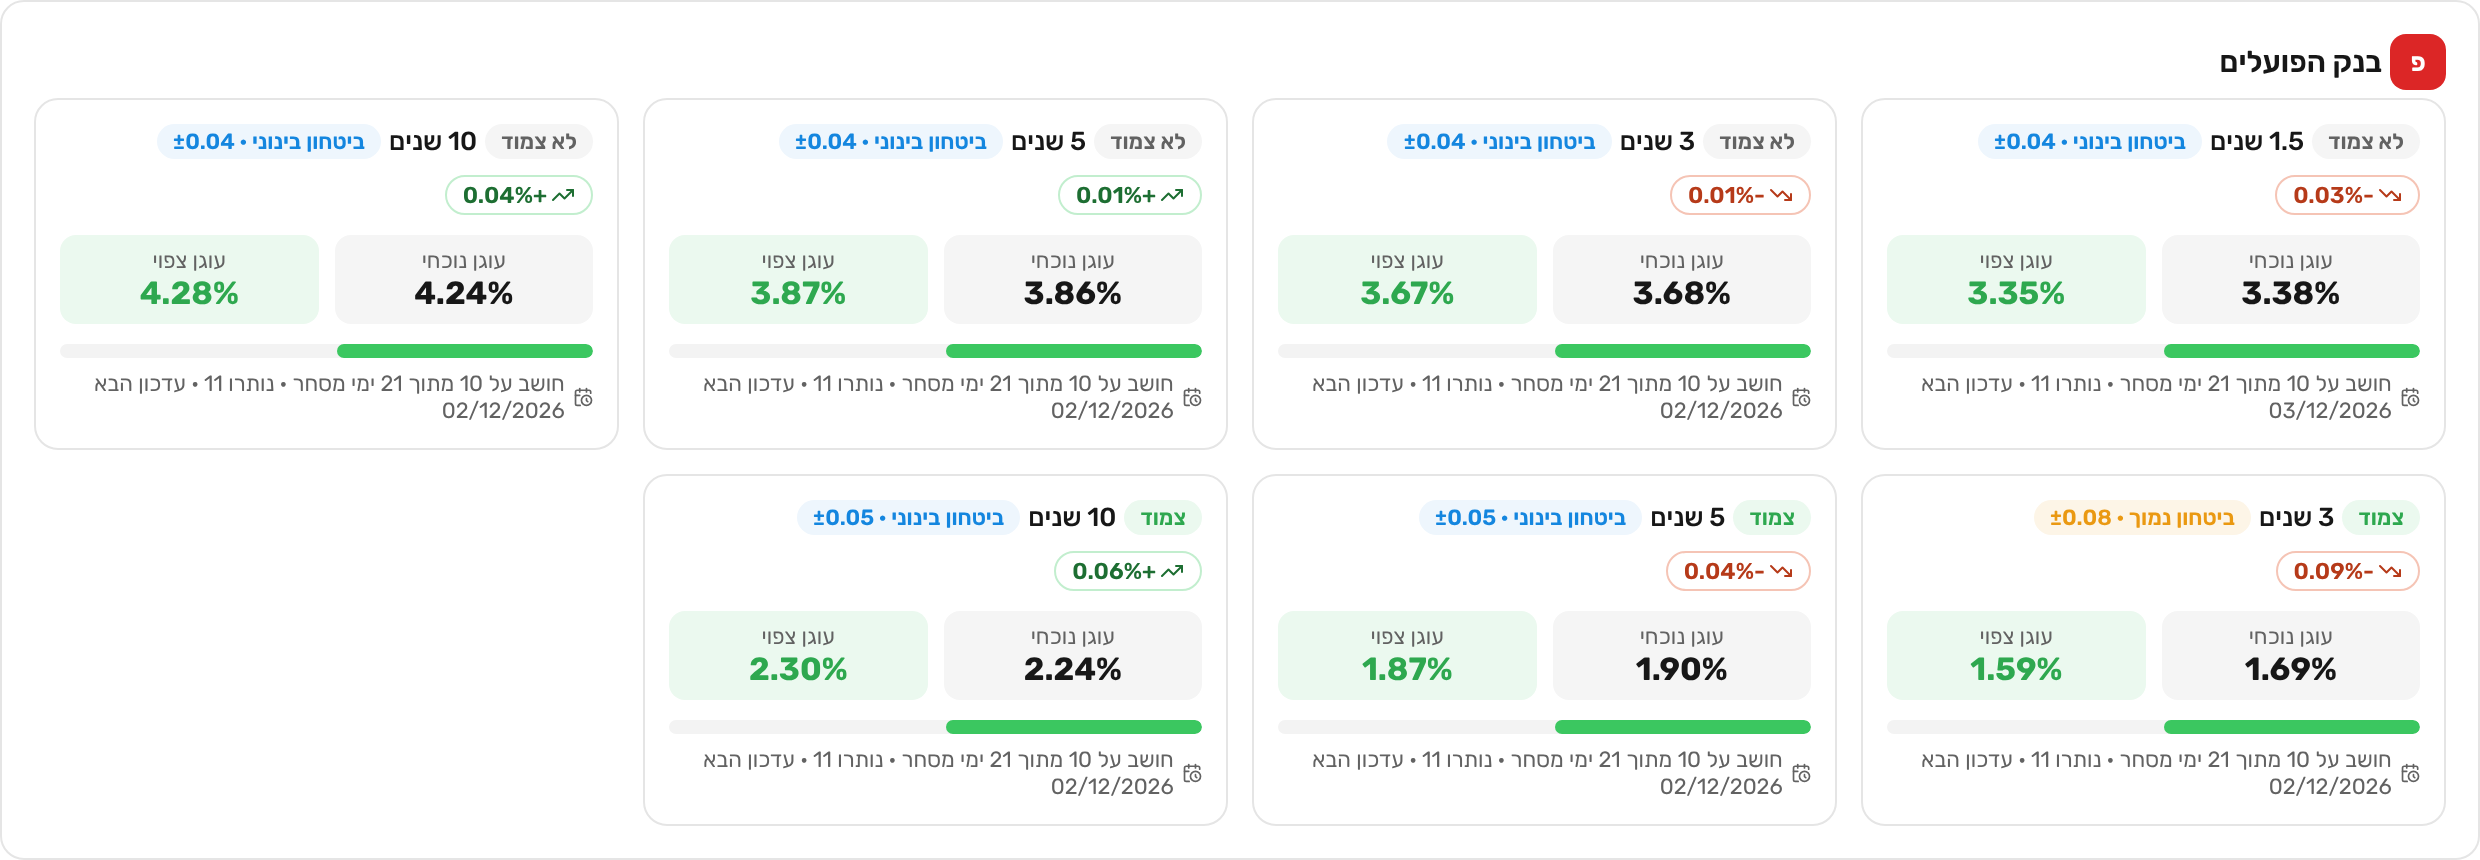 פ בנק הפועלים
לא צמוד 1.5 שנים ביטחון בינוני • ±0.04
-0.03%
עוגן נוכחי
3.38%
עוגן צפוי
3.35%
חושב על 10 מתוך 21 ימי מסחר • נותרו 11 • עדכון הבא
03/12/2026
לא צמוד 3 שנים ביטחון בינוני • ±0.04
-0.01%
עוגן נוכחי
3.68%
עוגן צפוי
3.67%
חושב על 10 מתוך 21 ימי מסחר • נותרו 11 • עדכון הבא
02/12/2026
לא צמוד 5 שנים ביטחון בינוני • ±0.04
+0.01%
עוגן נוכחי
3.86%
עוגן צפוי
3.87%
חושב על 10 מתוך 21 ימי מסחר • נותרו 11 • עדכון הבא
02/12/2026
לא צמוד 10 שנים ביטחון בינוני • ±0.04
+0.04%
עוגן נוכחי
4.24%
עוגן צפוי
4.28%
חושב על 10 מתוך 21 ימי מסחר • נותרו 11 • עדכון הבא
02/12/2026
צמוד 3 שנים ביטחון נמוך • ±0.08
-0.09%
עוגן נוכחי
1.69%
עוגן צפוי
1.59%
חושב על 10 מתוך 21 ימי מסחר • נותרו 11 • עדכון הבא
02/12/2026
צמוד 5 שנים ביטחון בינוני • ±0.05
-0.04%
עוגן נוכחי
1.90%
עוגן צפוי
1.87%
חושב על 10 מתוך 21 ימי מסחר • נותרו 11 • עדכון הבא
02/12/2026
צמוד 10 שנים ביטחון בינוני • ±0.05
+0.06%
עוגן נוכחי
2.24%
עוגן צפוי
2.30%
חושב על 10 מתוך 21 ימי מסחר • נותרו 11 • עדכון הבא
02/12/2026